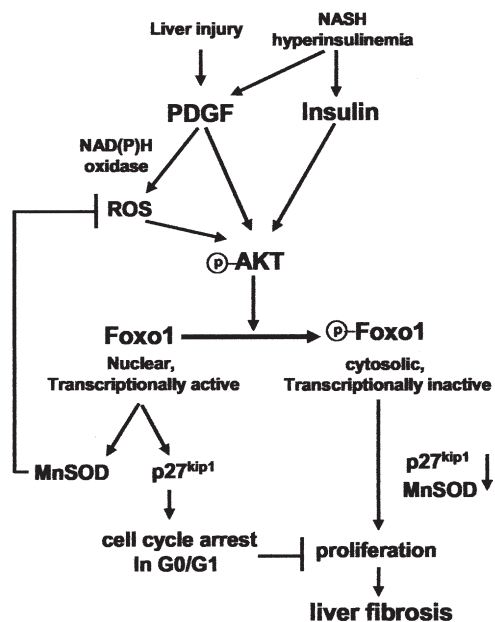 Liver injury
NASH
hyperinsulinemia
PDGF
Insulin
NAD(P)H
oxidase
ROS
p-AKT
Foxo1
p-Foxo1
Nuclear,
Transcriptionally active
cytosolic,
Transcriptionally inactive
MnSOD
p27kip1
p27kip1
MnSOD
cell cycle arrest
In G0/G1
proliferation
liver fibrosis